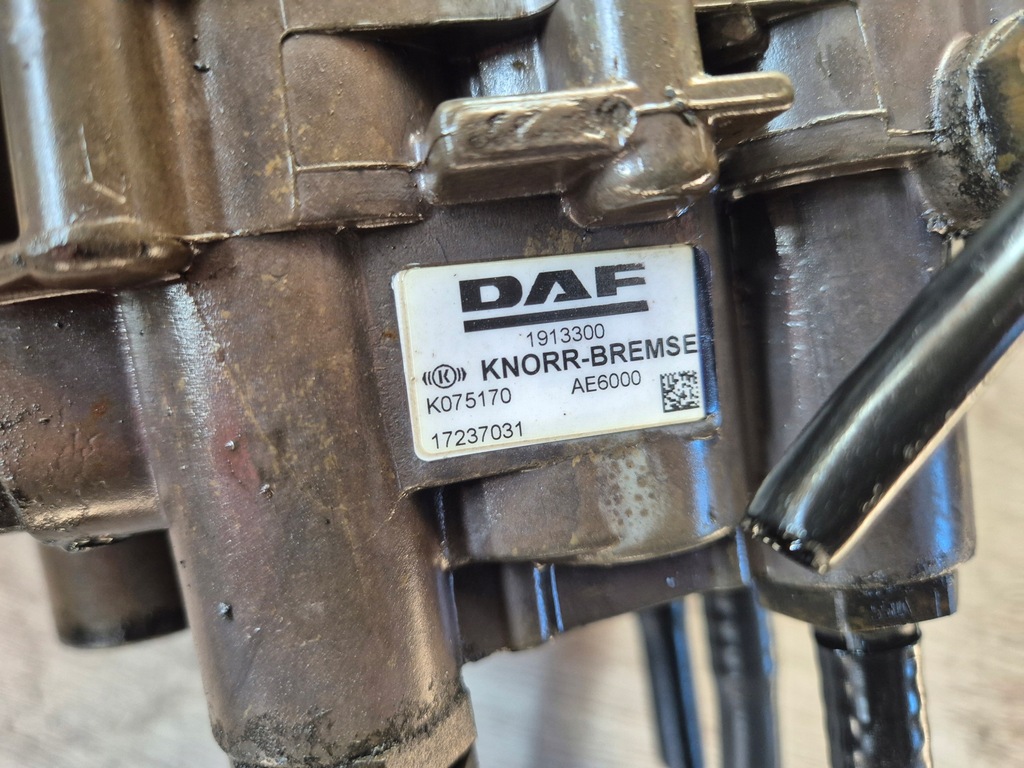 DAF
1913300
((K)) KNORR-BREMSE
K075170 AE6000
17237031